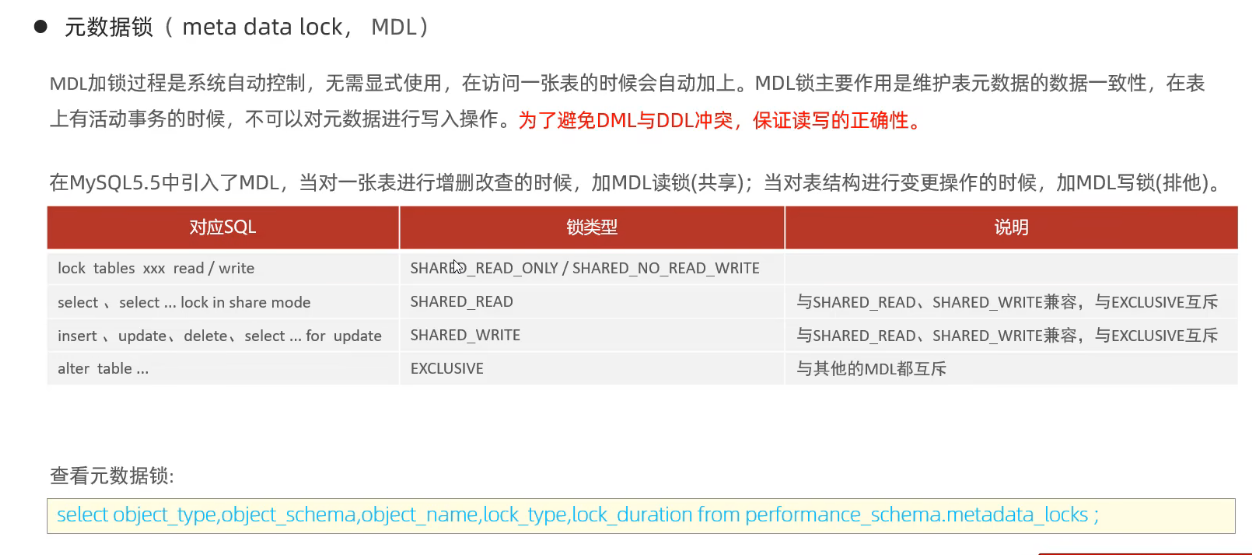 ● 元数据锁（ meta data lock， MDL）
MDL加锁过程是系统自动控制，无需显式使用，在访问一张表的时候会自动加上。MDL锁主要作用是维护表元数据的数据一致性，在表
上有活动事务的时候，不可以对元数据进行写入操作。为了避免DML与DDL冲突，保证读写的正确性。
在MySQL5.5中引入了MDL，当对一张表进行增删改查的时候，加MDL读锁(共享)；当对表结构进行变更操作的时候，加MDL写锁(排他)。
对应SQL 锁类型 说明
lock tables xxx read / write SHARED_READ_ONLY / SHARED_NO_READ_WRITE
select 、select ... lock in share mode SHARED_READ 与SHARED_READ、SHARED_WRITE兼容，与EXCLUSIVE互斥
insert 、update、delete、select ... for update SHARED_WRITE 与SHARED_READ、SHARED_WRITE兼容，与EXCLUSIVE互斥
alter table ... EXCLUSIVE 与其他的MDL都互斥
查看元数据锁:
select object_type,object_schema,object_name,lock_type,lock_duration from performance_schema.metadata_locks ;